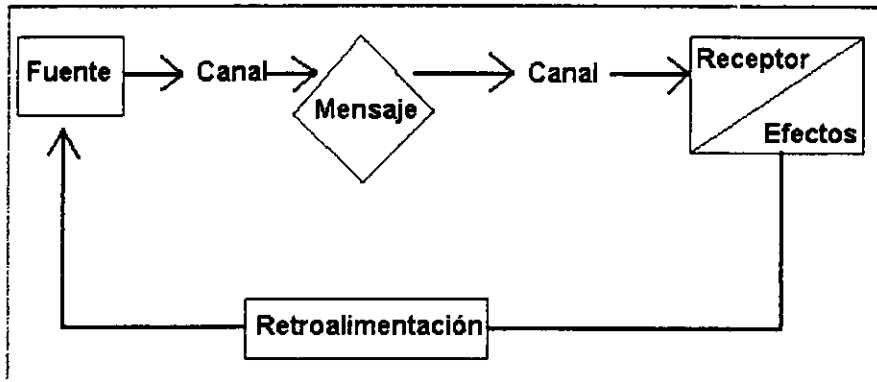 Fuente
Canal
Mensaje
Canal
Receptor
Efectos
Retroalimentación